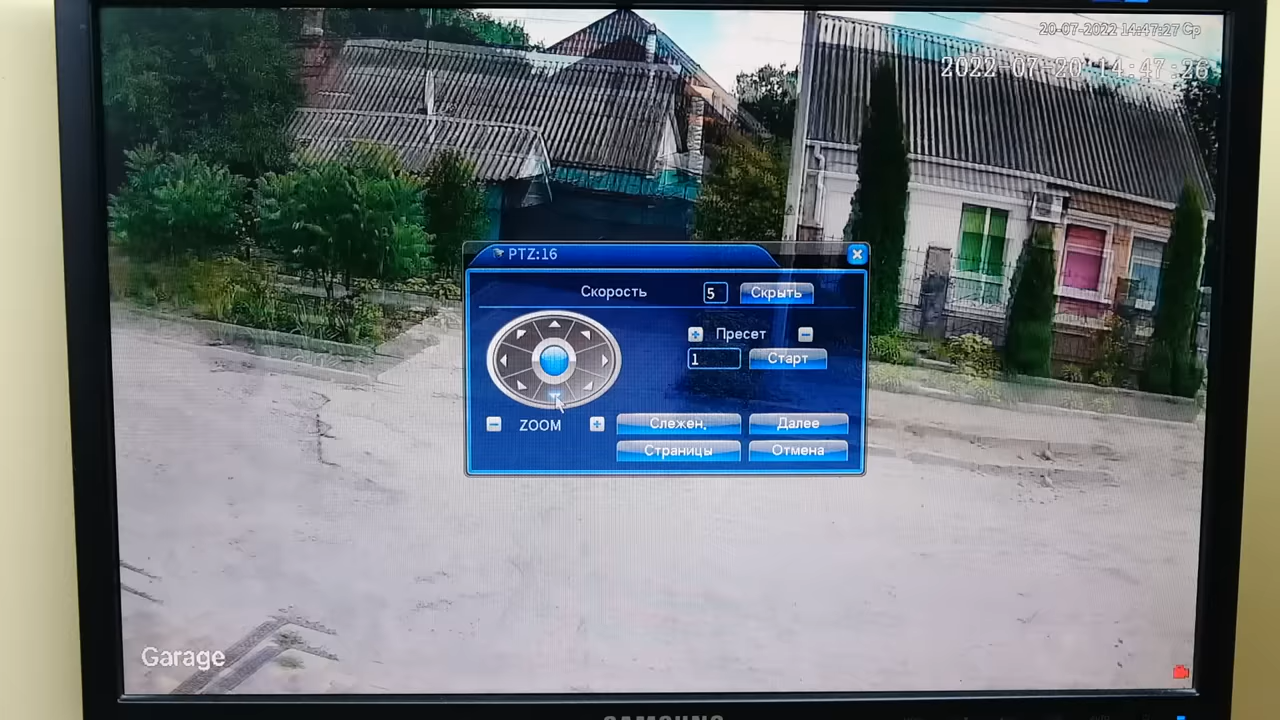 20-07-2022 14:47:27 Ср
2022-07-20 14:47:26
PTZ:16
Скорость 5 Скрыть
Пресет
1 Старт
ZOOM Слежен. Далее
Страницы Отмена
Garage
SAMSUNG